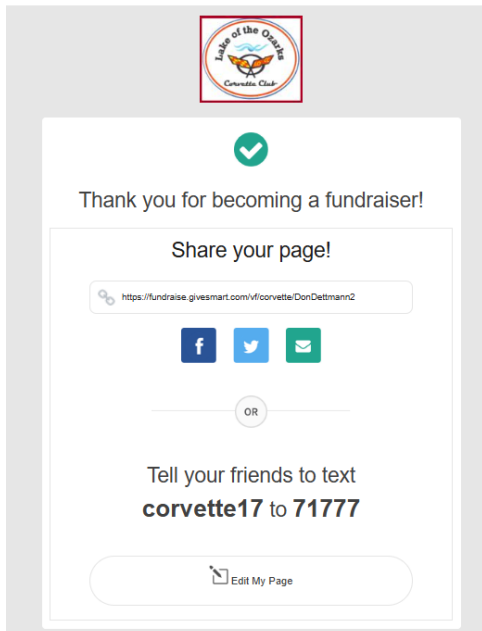 Lake of the Ozarks
Corvette Club
Thank you for becoming a fundraiser!
Share your page!
https://fundraise.givesmart.com/vf/corvette/DonDettmann2
f
OR
Tell your friends to text
corvette17 to 71777
Edit My Page